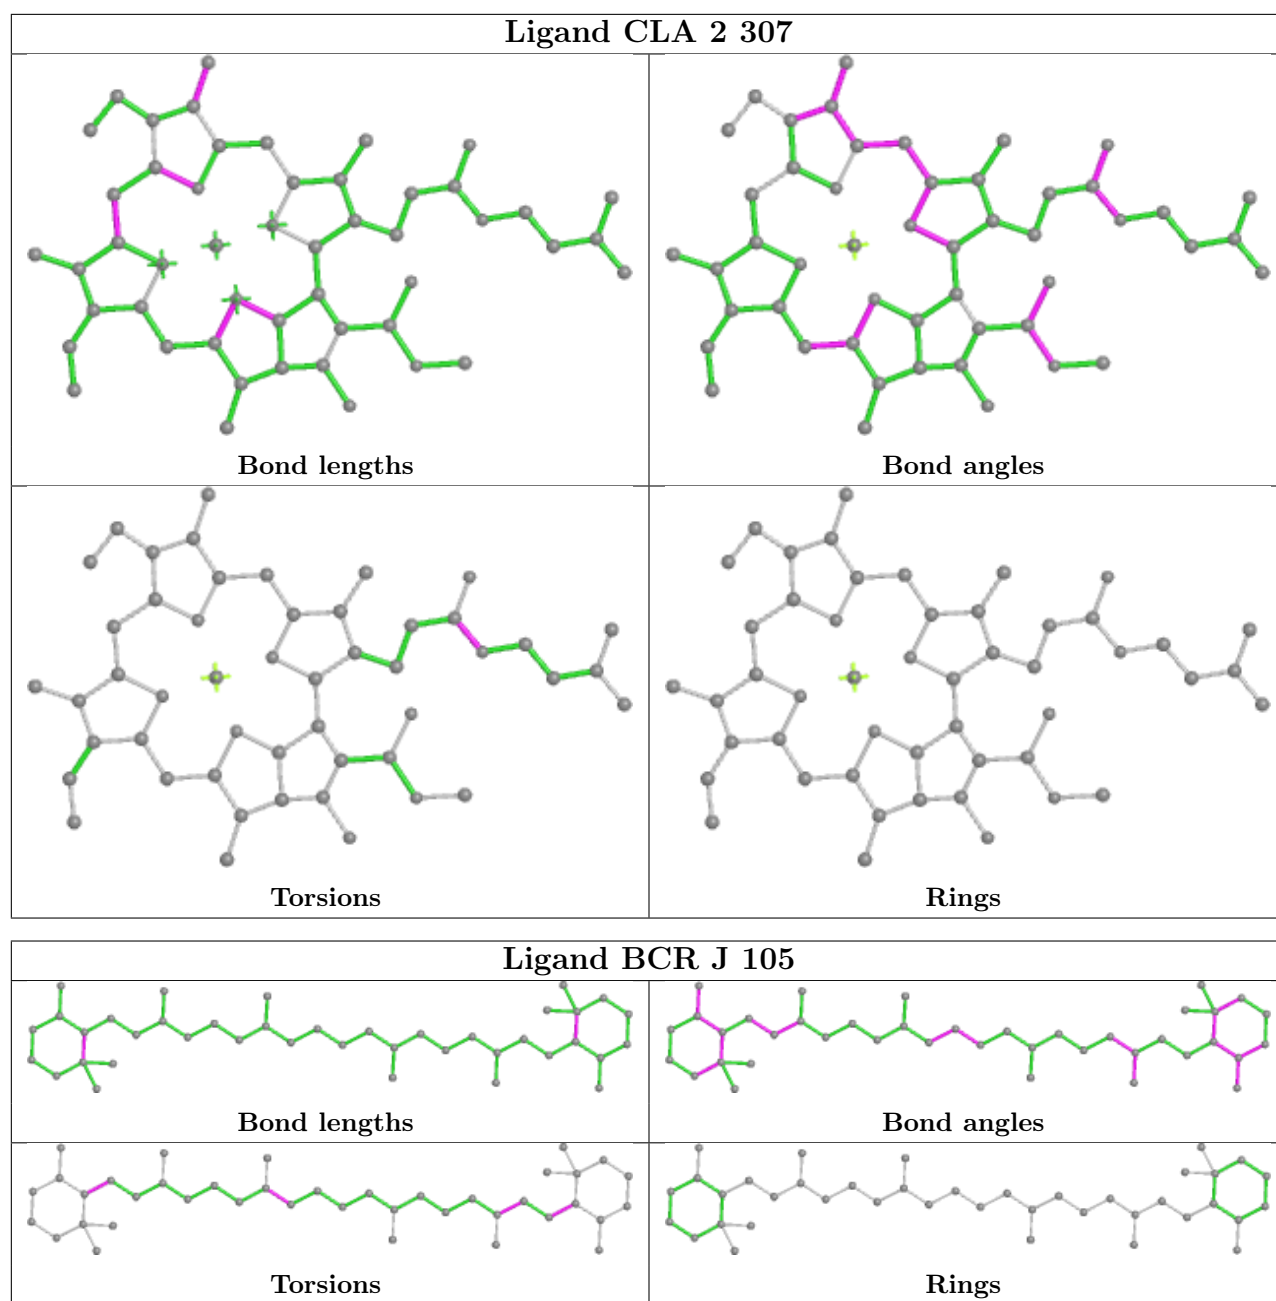 Ligand CLA 2 307
Bond lengths
Bond angles
Torsions
Rings
Ligand BCR J 105
Bond lengths
Bond angles
Torsions
Rings